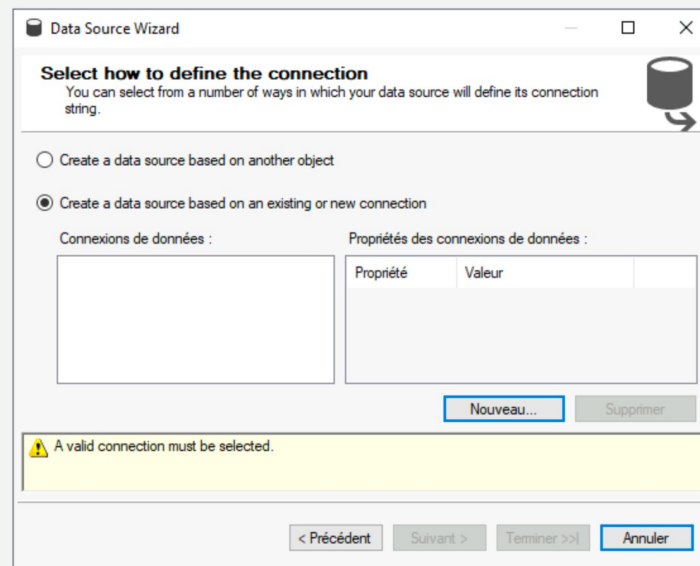 Data Source Wizard
Select how to define the connection
You can select from a number of ways in which your data source will define its connection
string.
Create a data source based on another object
Create a data source based on an existing or new connection
Connexions de données :
Propriétés des connexions de données :
Propriété Valeur
Nouveau... Supprimer
A valid connection must be selected.
< Précédent Suivant > Terminer >>| Annuler